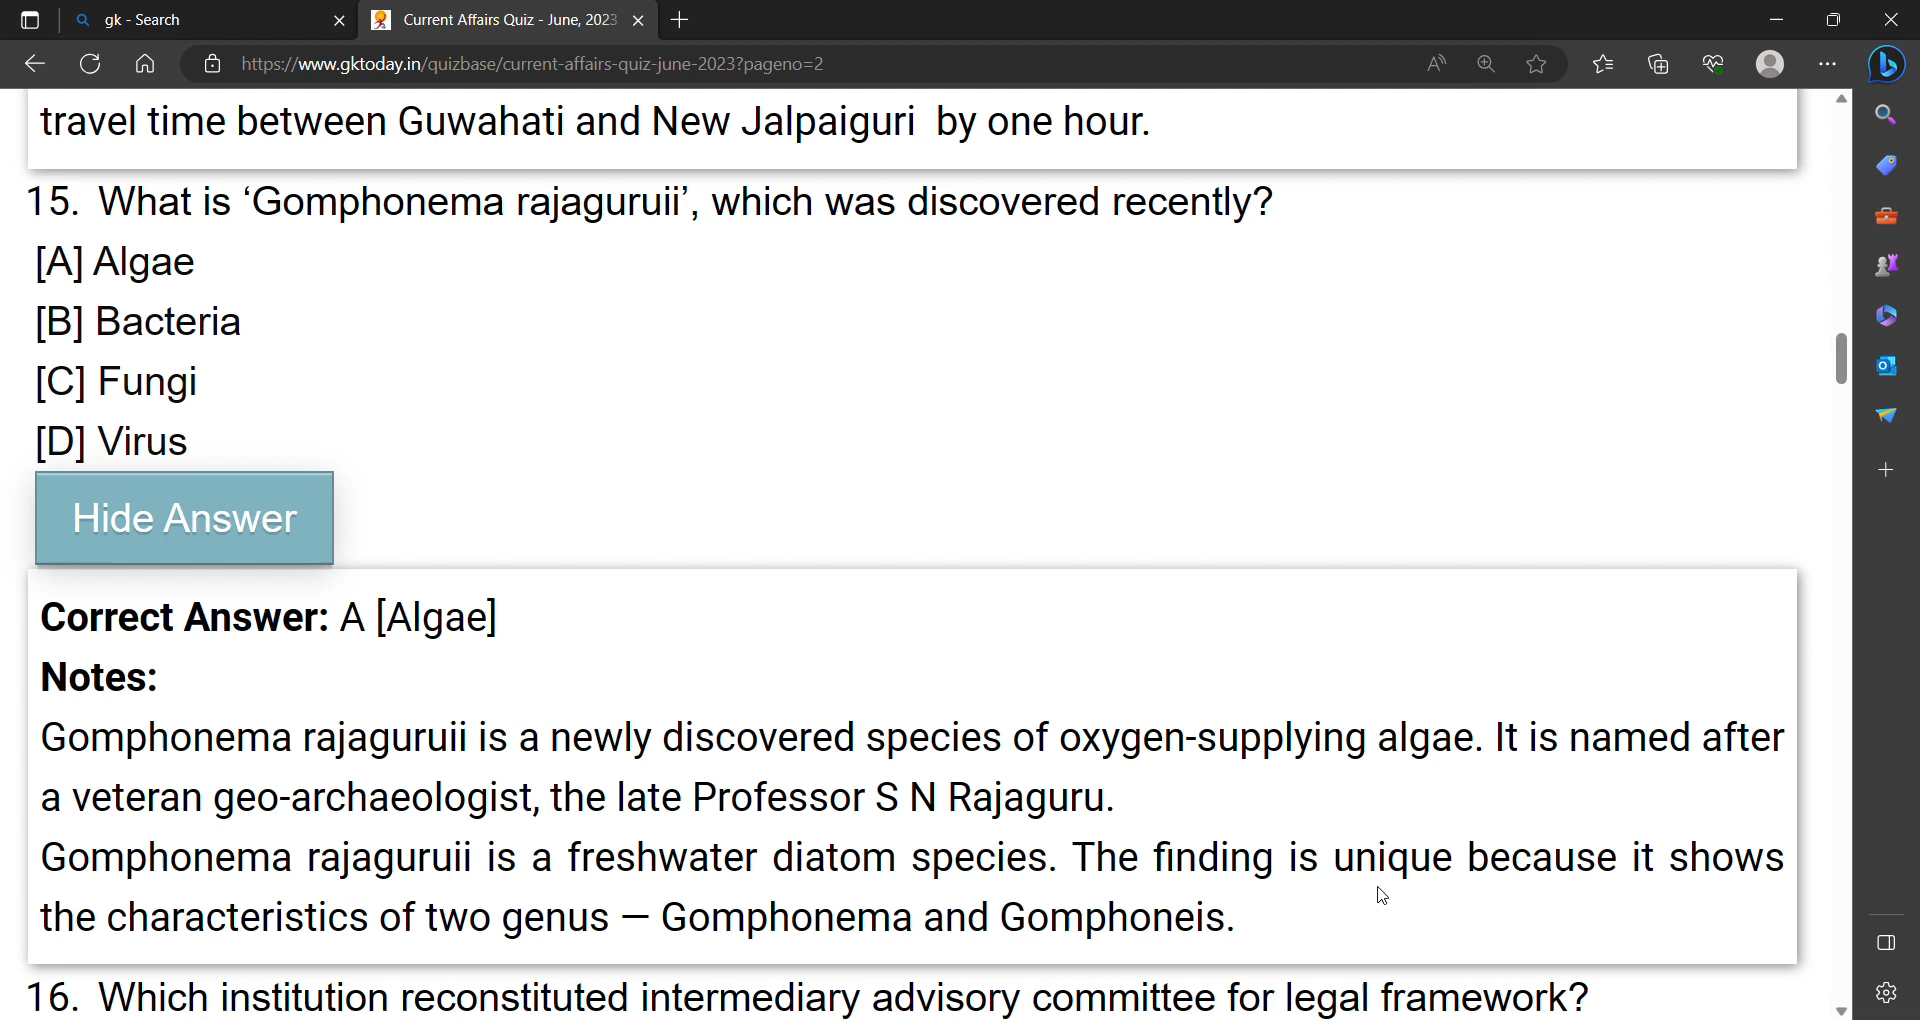 gk - Search
Current Affairs Quiz - June, 2023
https://www.gktoday.in/quizbase/current-affairs-quiz-june-2023?pageno=2
travel time between Guwahati and New Jalpaiguri by one hour.
15. What is ‘Gomphonema rajaguruii’, which was discovered recently?
[A] Algae
[B] Bacteria
[C] Fungi
[D] Virus
Hide Answer
Correct Answer: A [Algae]
Notes:
Gomphonema rajaguruii is a newly discovered species of oxygen-supplying algae. It is named after
a veteran geo-archaeologist, the late Professor S N Rajaguru.
Gomphonema rajaguruii is a freshwater diatom species. The finding is unique because it shows
the characteristics of two genus — Gomphonema and Gomphoneis.
16. Which institution reconstituted intermediary advisory committee for legal framework?